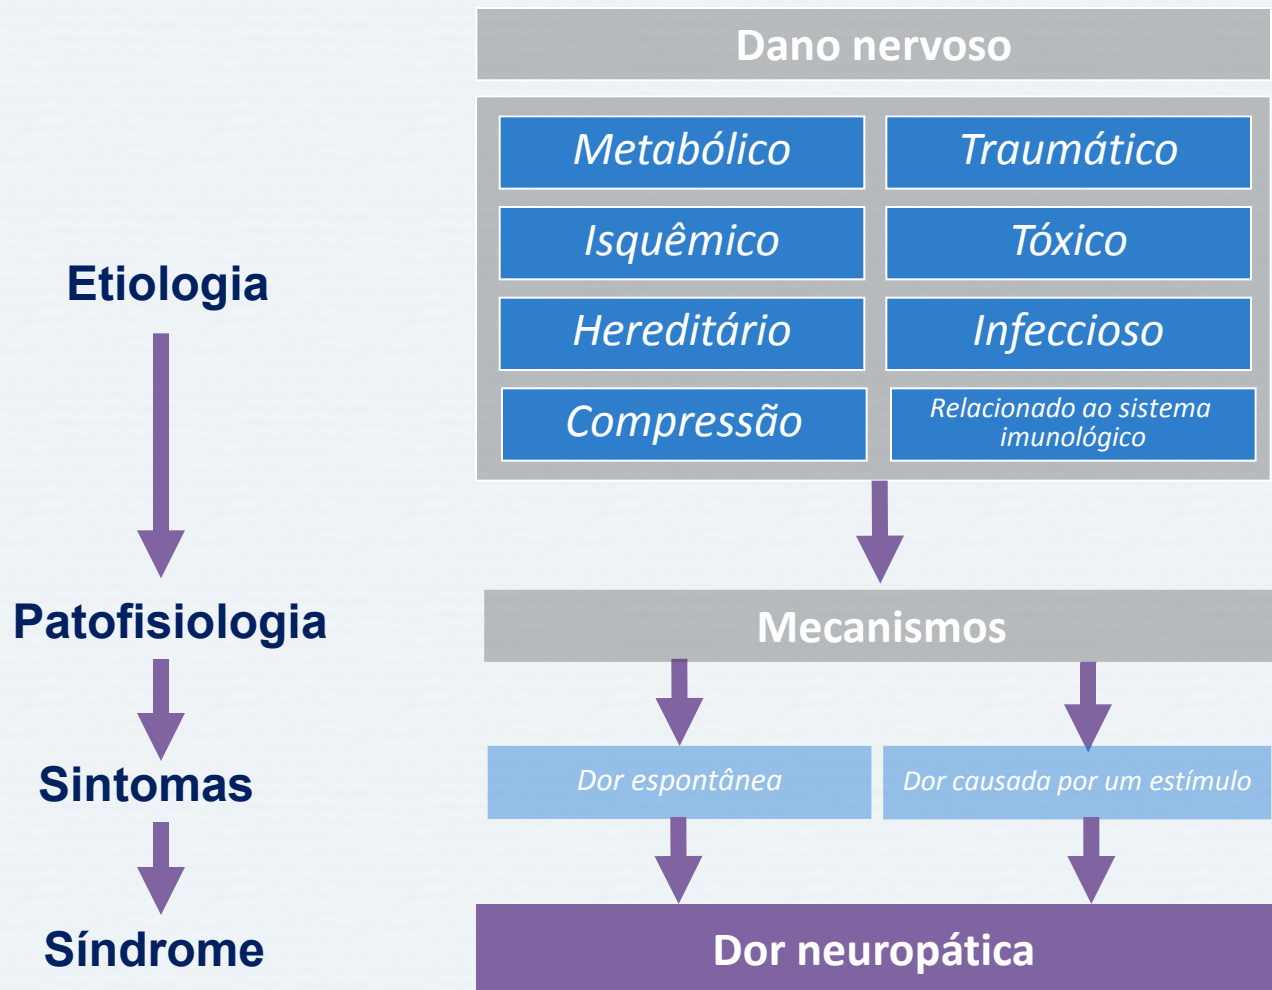 Dano nervoso
Metabólico
Traumático
Isquêmico
Tóxico
Etiologia
Hereditário
Infeccioso
Compressão
Relacionado ao sistema
imunológico
Patofisiologia
Mecanismos
Sintomas
Dor espontânea
Dor causada por um estímulo
Síndrome
Dor neuropática